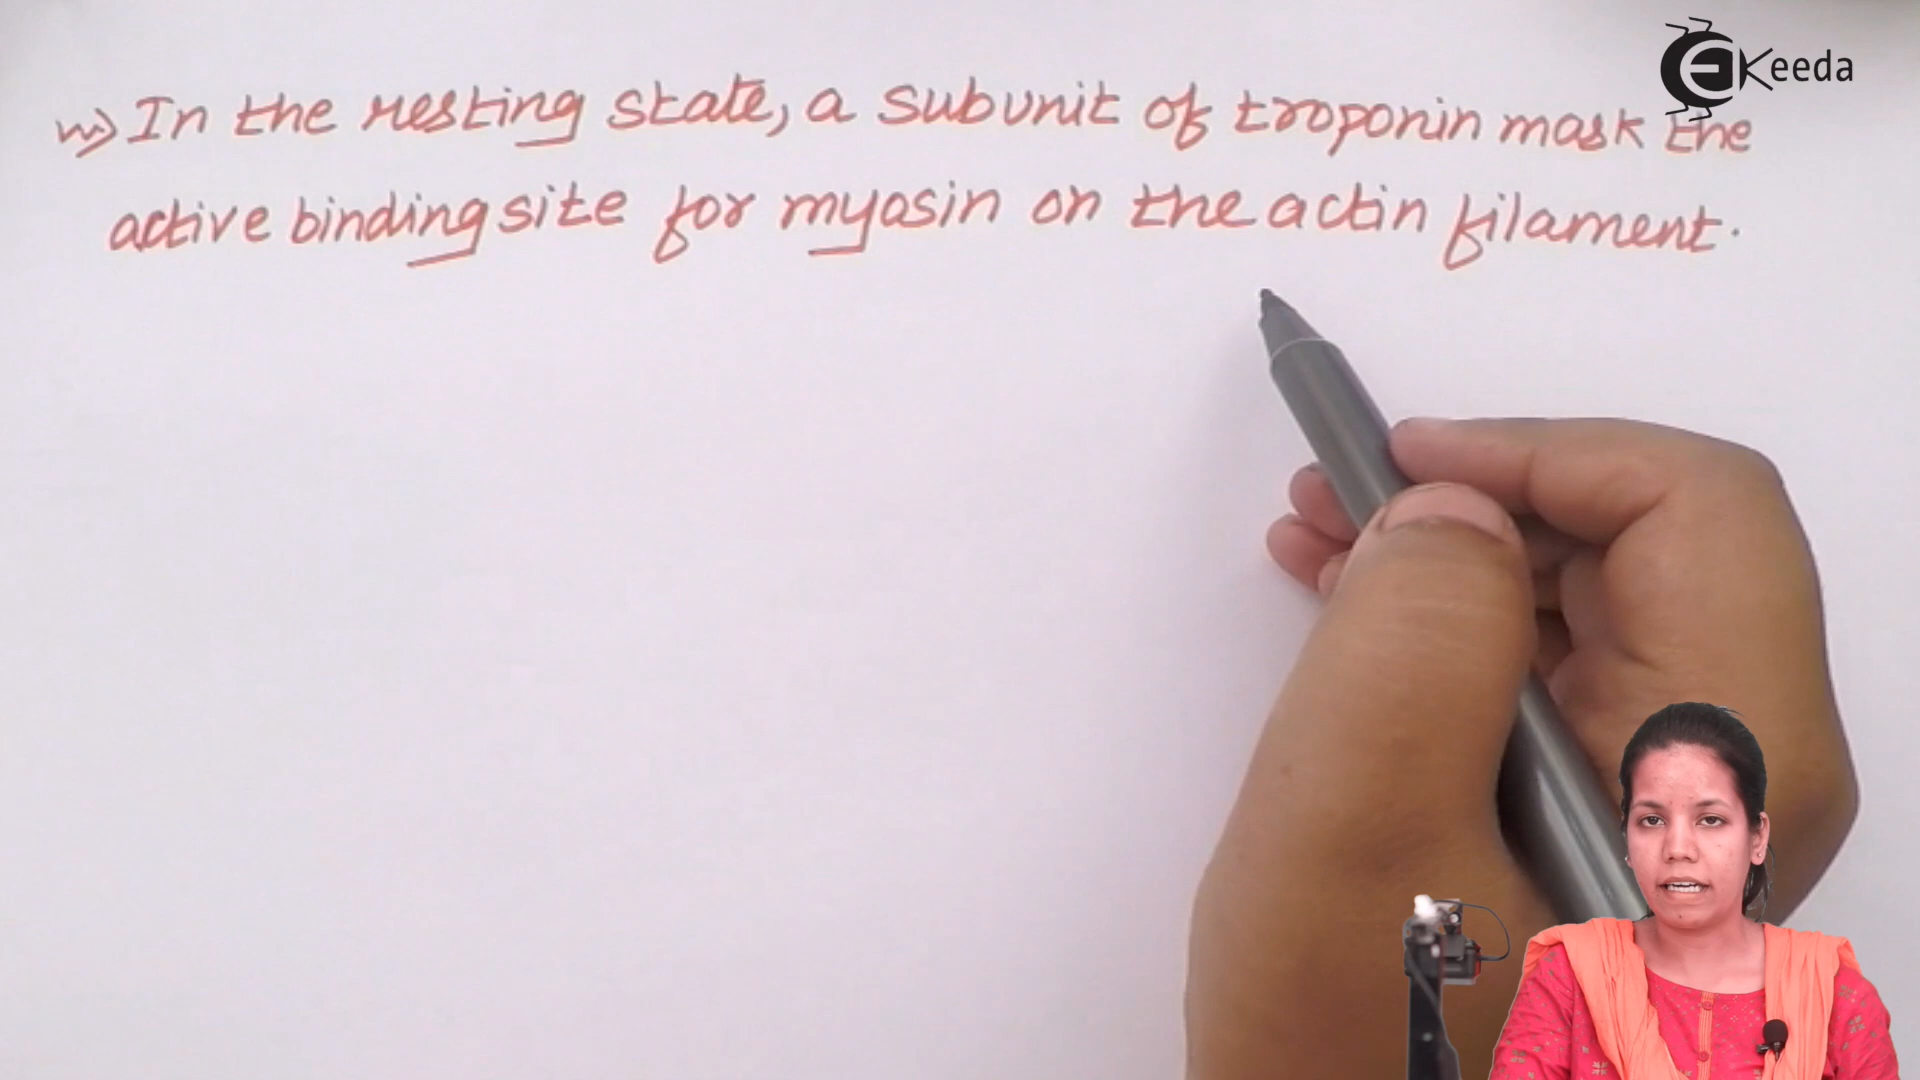 EKeeda
w) In the resting state, a subunit of troponin mask the
active binding site for myosin on the actin filament.